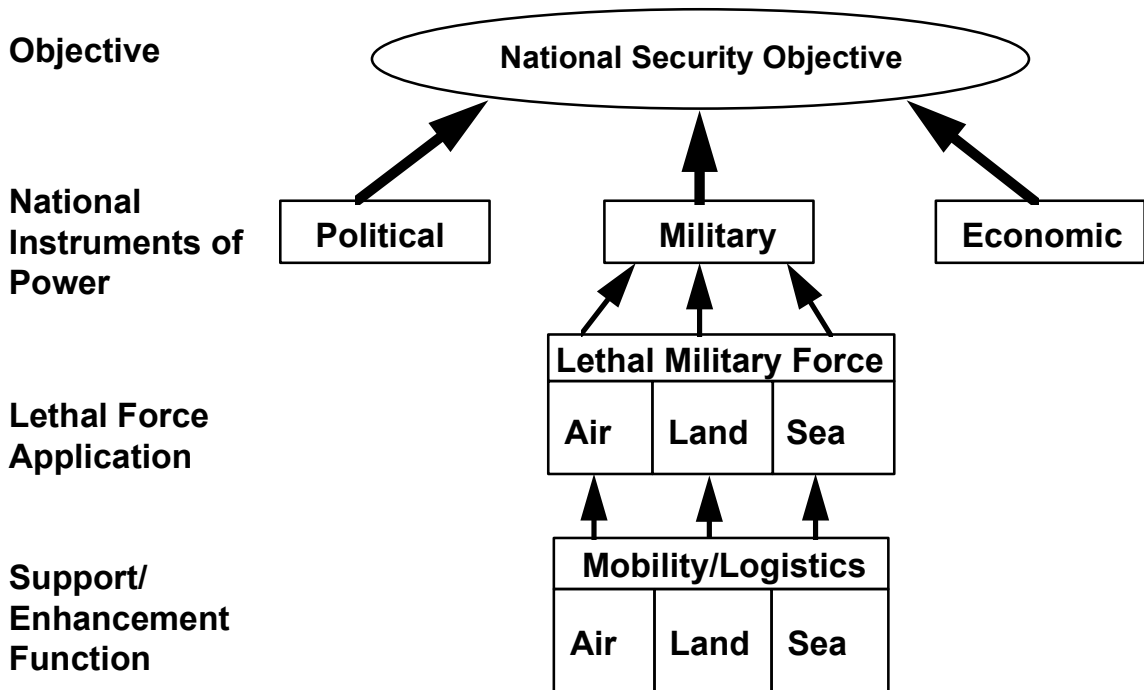 Objective
National Security Objective
National
Instruments of
Power
Political
Military
Economic
Lethal Force
Application
Lethal Military Force
Air
Land
Sea
Support/
Enhancement
Function
Mobility/Logistics
Air
Land
Sea